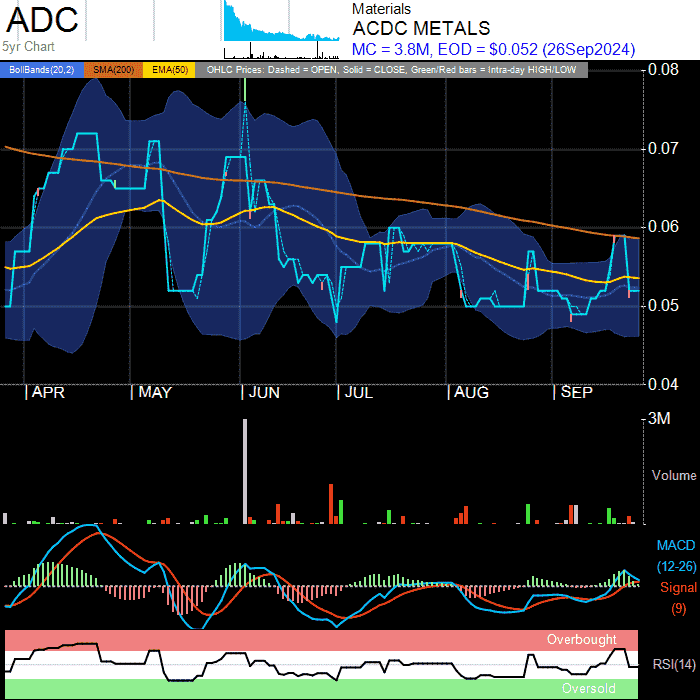 ADC
5yr Chart
Materials
ACDC METALS
MC = 3.8M, EOD = $0.052 (26Sep2024)
BollBands(20,2) SMA(200) EMA(50) OHLC Prices: Dashed = OPEN, Solid = CLOSE, Green/Red bars = Intra-day HIGH/LOW
0.08
0.07
0.06
0.05
0.04
APR MAY JUN JUL AUG SEP
3M
Volume
MACD
(12-26)
Signal
(9)
Overbought
RSI(14)
Oversold